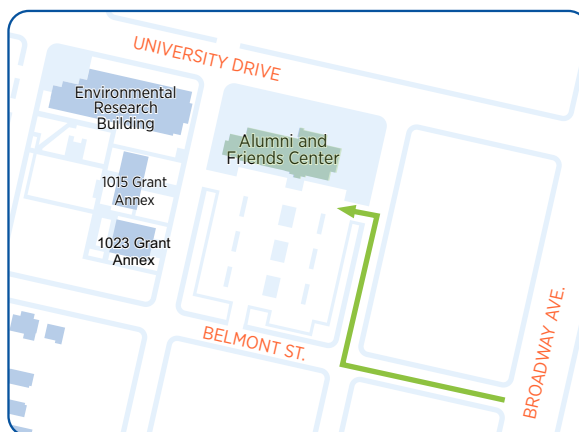 UNIVERSITY DRIVE
Environmental
Research
Building
Alumni and
Friends Center
1015 Grant
Annex
1023 Grant
Annex
BELMONT ST.
BROADWAY AVE.